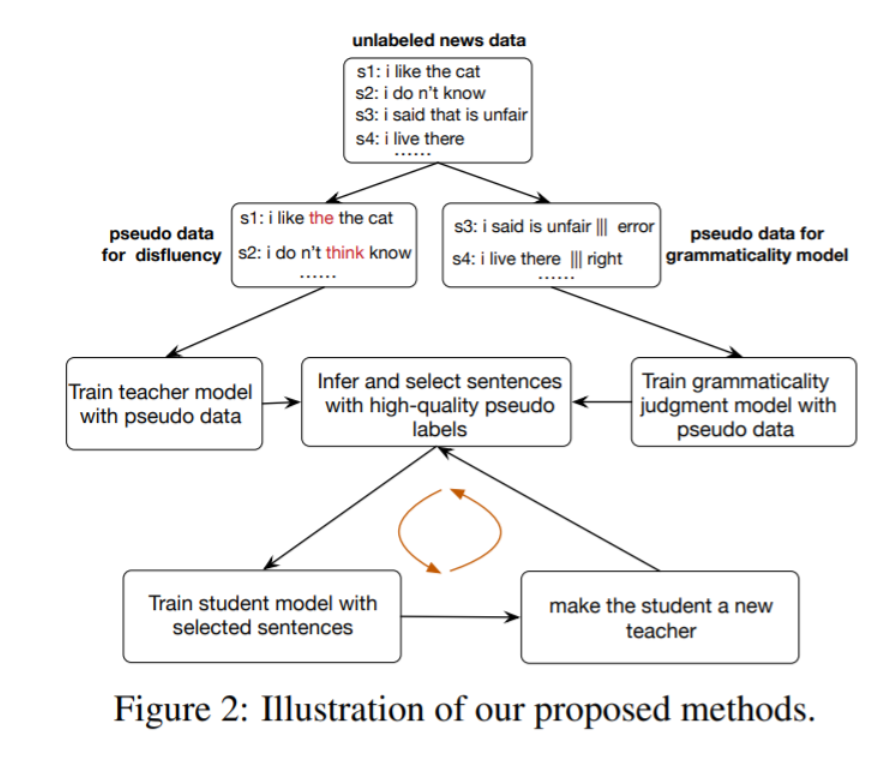 unlabeled news data
s1: i like the cat
s2: i do n't know
s3: i said that is unfair
s4: i live there
......
pseudo data
for disfluency
s1: i like the the cat
s2: i do n't think know
......
s3: i said is unfair ||| error
s4: i live there ||| right
......
pseudo data for
grammaticality model
Train teacher model
with pseudo data
Infer and select sentences
with high-quality pseudo
labels
Train grammaticality
judgment model with
pseudo data
Train student model with
selected sentences
make the student a new
teacher
Figure 2: Illustration of our proposed methods.